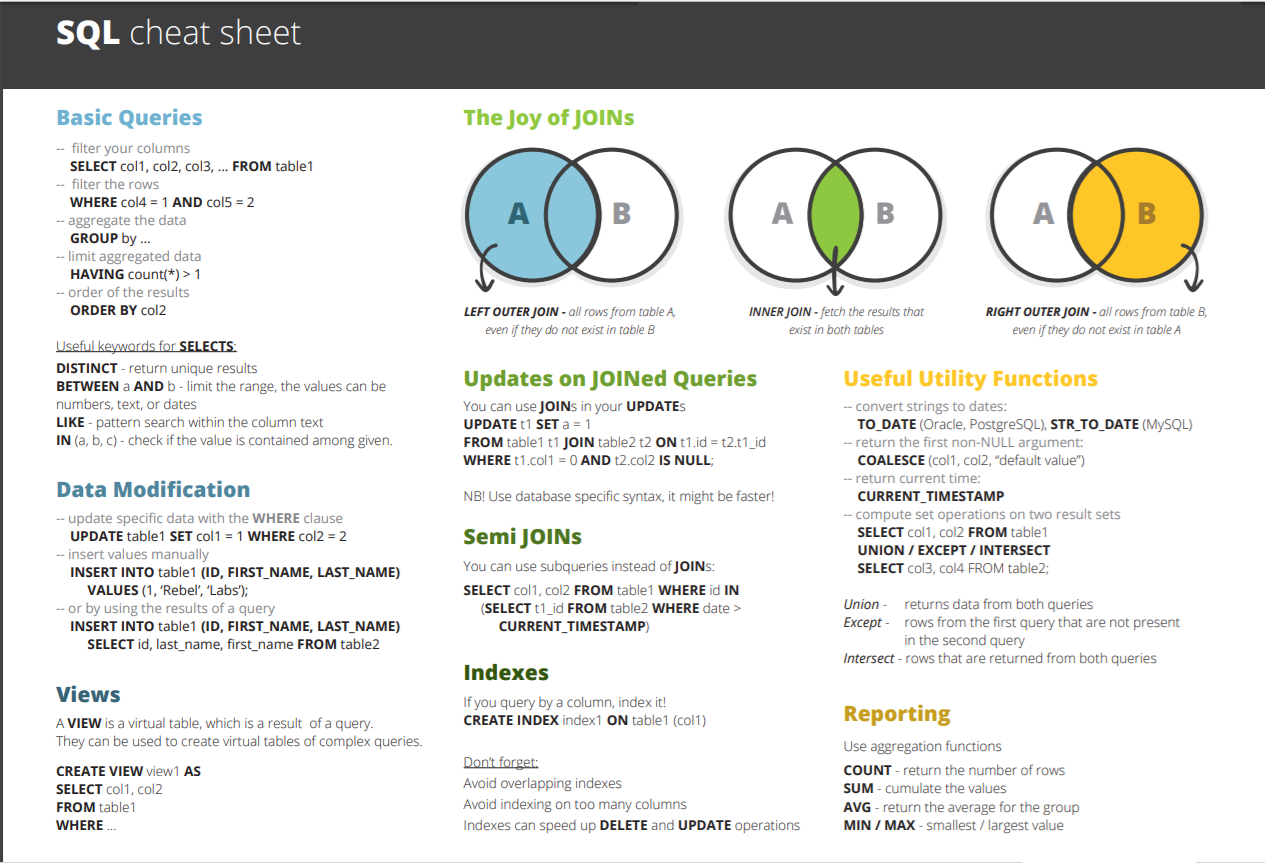 SQL cheat sheet
Basic Queries
-- filter your columns
SELECT col1, col2, col3, ... FROM table1
-- filter the rows
WHERE col4 = 1 AND col5 = 2
-- aggregate the data
GROUP by ...
-- limit aggregated data
HAVING count(*) > 1
-- order of the results
ORDER BY col2
Useful keywords for SELECTS:
DISTINCT - return unique results
BETWEEN a AND b - limit the range, the values can be
numbers, text, or dates
LIKE - pattern search within the column text
IN (a, b, c) - check if the value is contained among given.
Data Modification
-- update specific data with the WHERE clause
UPDATE table1 SET col1 = 1 WHERE col2 = 2
-- insert values manually
INSERT INTO table1 (ID, FIRST_NAME, LAST_NAME)
VALUES (1, ‘Rebel’, ‘Labs’);
-- or by using the results of a query
INSERT INTO table1 (ID, FIRST_NAME, LAST_NAME)
SELECT id, last_name, first_name FROM table2
Views
A VIEW is a virtual table, which is a result of a query.
They can be used to create virtual tables of complex queries.
CREATE VIEW view1 AS
SELECT col1, col2
FROM table1
WHERE ...
The Joy of JOINs
A B
A B
A B
LEFT OUTER JOIN - all rows from table A,
even if they do not exist in table B
INNER JOIN - fetch the results that
exist in both tables
RIGHT OUTER JOIN - all rows from table B,
even if they do not exist in table A
Updates on JOINed Queries
You can use JOINs in your UPDATEs
UPDATE t1 SET a = 1
FROM table1 t1 JOIN table2 t2 ON t1.id = t2.t1_id
WHERE t1.col1 = 0 AND t2.col2 IS NULL;
NB! Use database specific syntax, it might be faster!
Semi JOINs
You can use subqueries instead of JOINs:
SELECT col1, col2 FROM table1 WHERE id IN
(SELECT t1_id FROM table2 WHERE date >
CURRENT_TIMESTAMP)
Indexes
If you query by a column, index it!
CREATE INDEX index1 ON table1 (col1)
Don’t forget:
Avoid overlapping indexes
Avoid indexing on too many columns
Indexes can speed up DELETE and UPDATE operations
Useful Utility Functions
-- convert strings to dates:
TO_DATE (Oracle, PostgreSQL), STR_TO_DATE (MySQL)
-- return the first non-NULL argument:
COALESCE (col1, col2, “default value”)
-- return current time:
CURRENT_TIMESTAMP
-- compute set operations on two result sets
SELECT col1, col2 FROM table1
UNION / EXCEPT / INTERSECT
SELECT col3, col4 FROM table2;
Union - returns data from both queries
Except - rows from the first query that are not present
in the second query
Intersect - rows that are returned from both queries
Reporting
Use aggregation functions
COUNT - return the number of rows
SUM - cumulate the values
AVG - return the average for the group
MIN / MAX - smallest / largest value